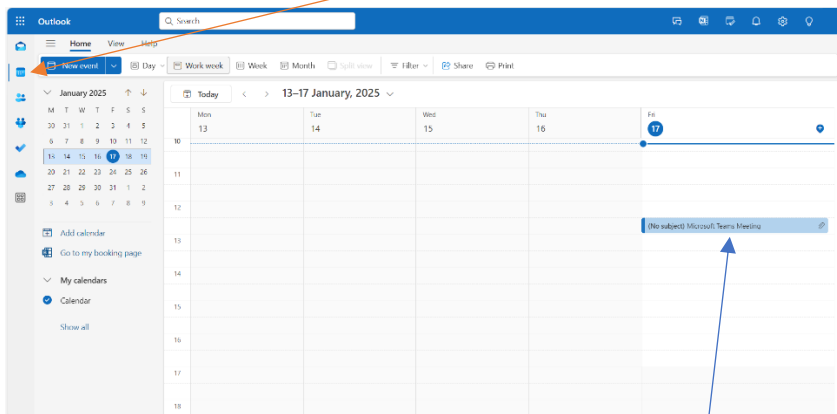 Outlook
Search
Home View Help
New event Day Work week Week Month Split view Filter Share Print
January 2025
M T W T F S S
30 31 1 2 3 4 5
6 7 8 9 10 11 12
13 14 15 16 17 18 19
20 21 22 23 24 25 26
27 28 29 30 31 1 2
3 4 5 6 7 8 9
Add calendar
Go to my booking page
My calendars
Calendar
Show all
Today 13–17 January, 2025
Mon Tue Wed Thu Fri
13 14 15 16 17
10
11
12
(No subject) Microsoft Teams Meeting
13
14
15
16
17
18